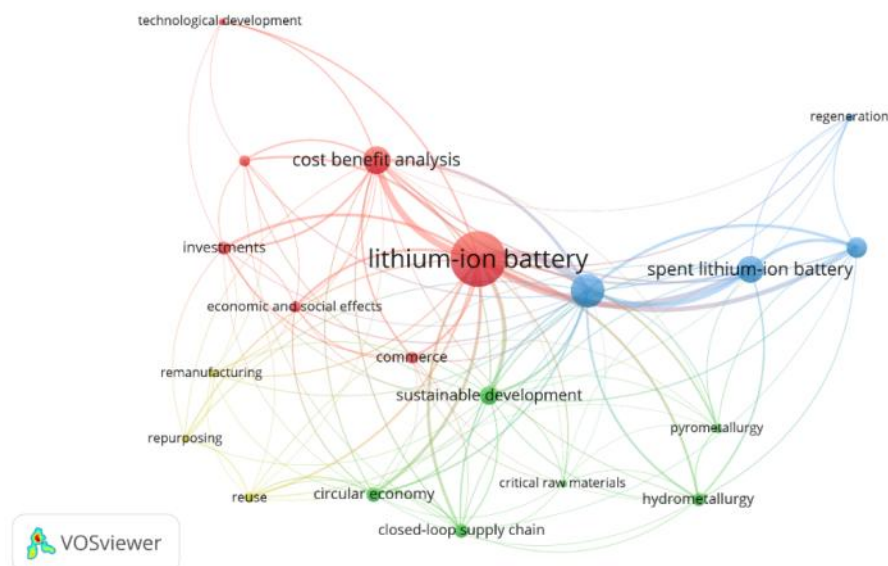 technological development
regeneration
cost benefit analysis
investments
lithium-ion battery
spent lithium-ion battery
economic and social effects
commerce
remanufacturing
sustainable development
pyrometallurgy
repurposing
critical raw materials
reuse
circular economy
hydrometallurgy
closed-loop supply chain
VOSviewer